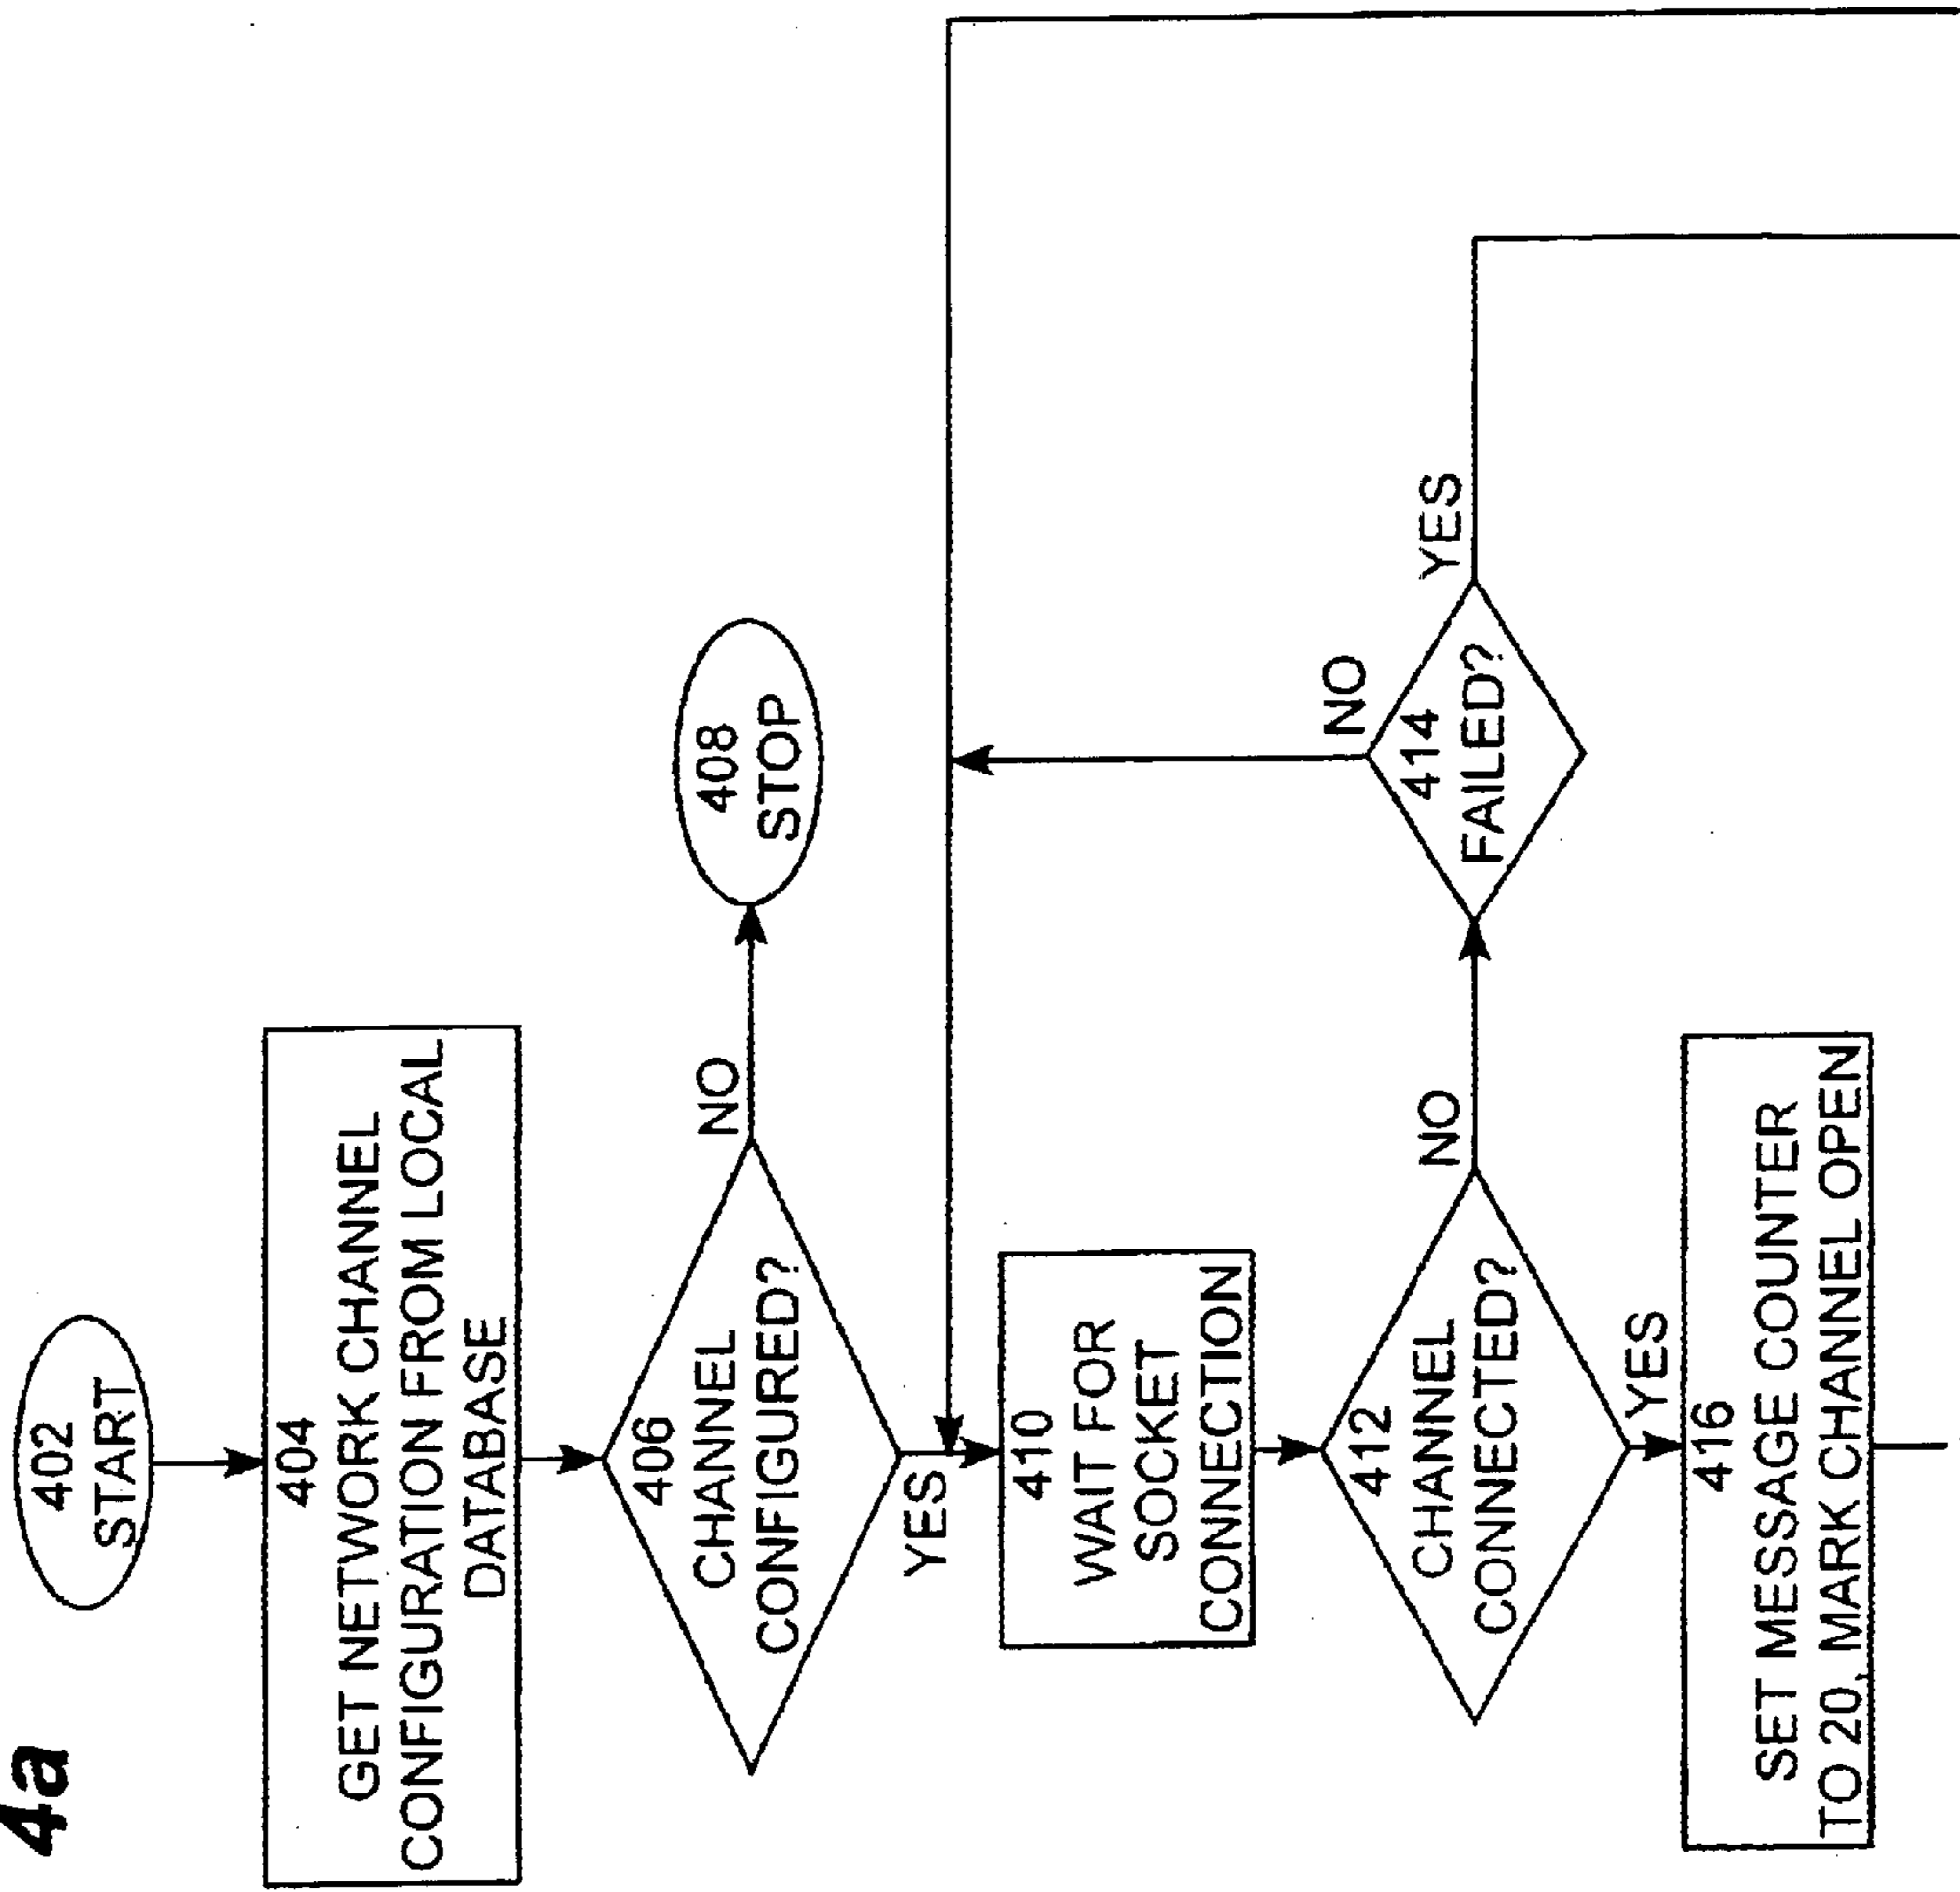 4a
402
START
404
GET NETWORK CHANNEL
CONFIGURATION FROM LOCAL
DATABASE
406
CHANNEL
CONFIGURED?
NO
408
STOP
YES
410
WAIT FOR
SOCKET
CONNECTION
412
CHANNEL
CONNECTED?
NO
414
FAILED?
NO
YES
YES
416
SET MESSAGE COUNTER
TO 20, MARK CHANNEL OPEN